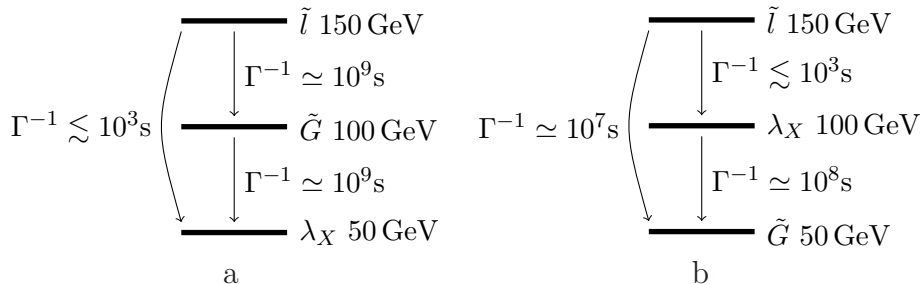 l̃ 150 GeV
Γ⁻¹ ≃ 10⁹s
Γ⁻¹ ≲ 10³s
G̃ 100 GeV
Γ⁻¹ ≃ 10⁹s
λ_X 50 GeV
a
l̃ 150 GeV
Γ⁻¹ ≲ 10³s
Γ⁻¹ ≃ 10⁷s
λ_X 100 GeV
Γ⁻¹ ≃ 10⁸s
G̃ 50 GeV
b